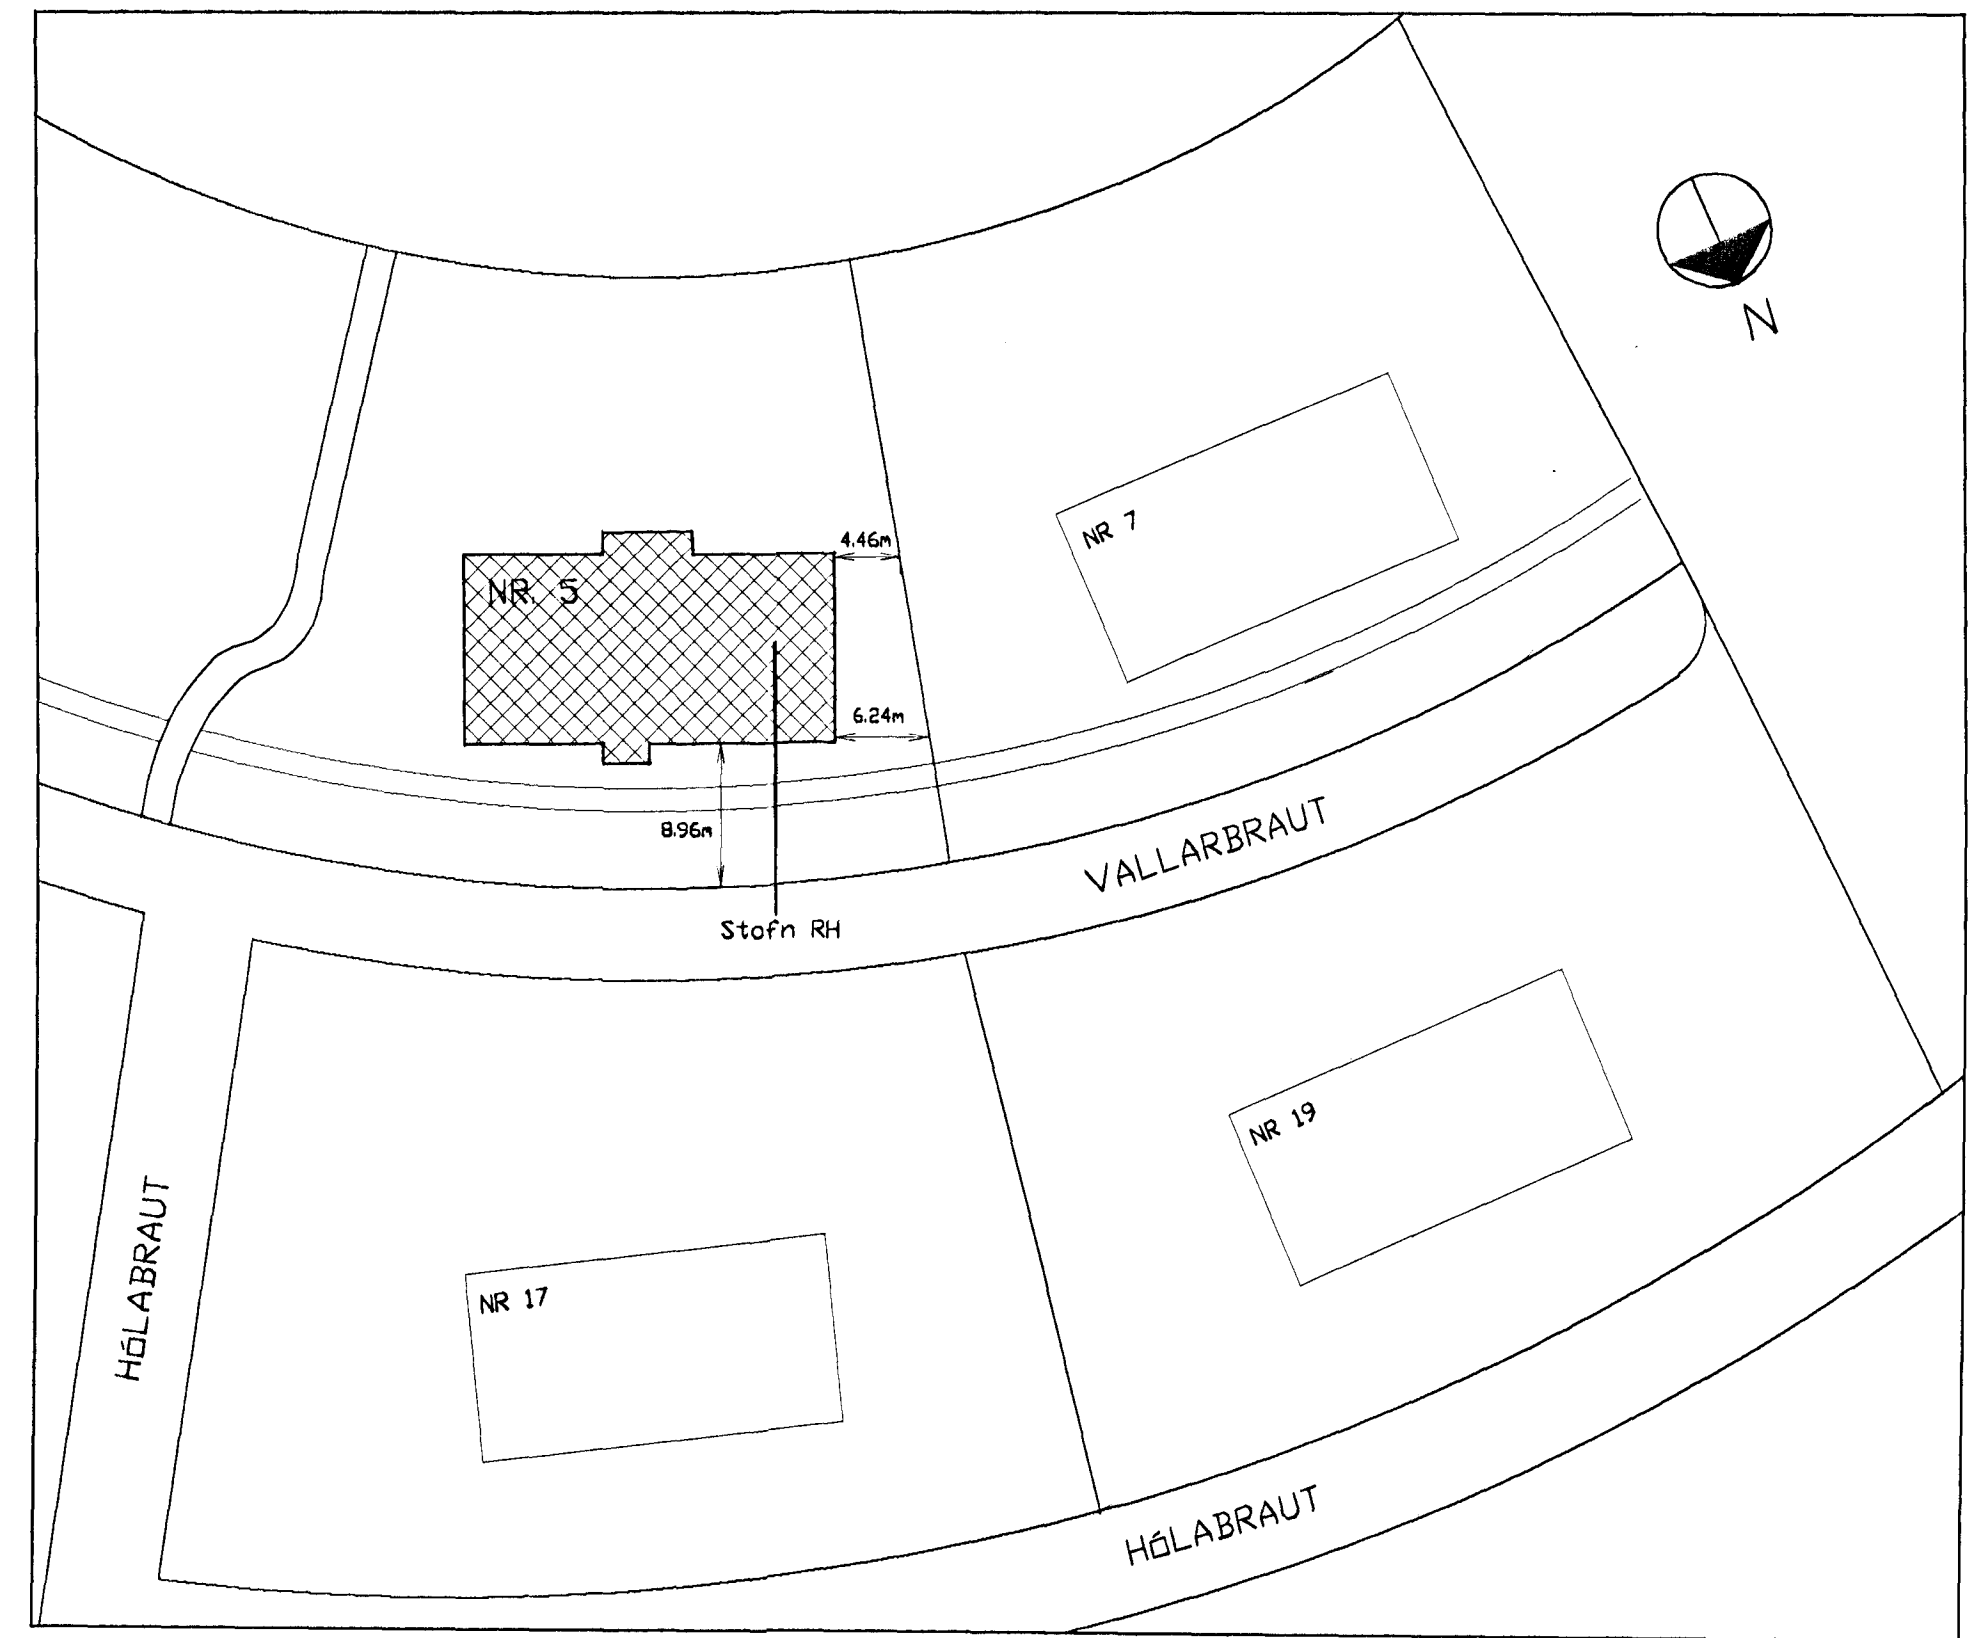 N
NR 7
4.46m
NR. 5
6.24m
8.96m
VALLARBRAUT
Stofn RH
NR 19
HÓLABRAUT
NR 17
HÓLABRAUT